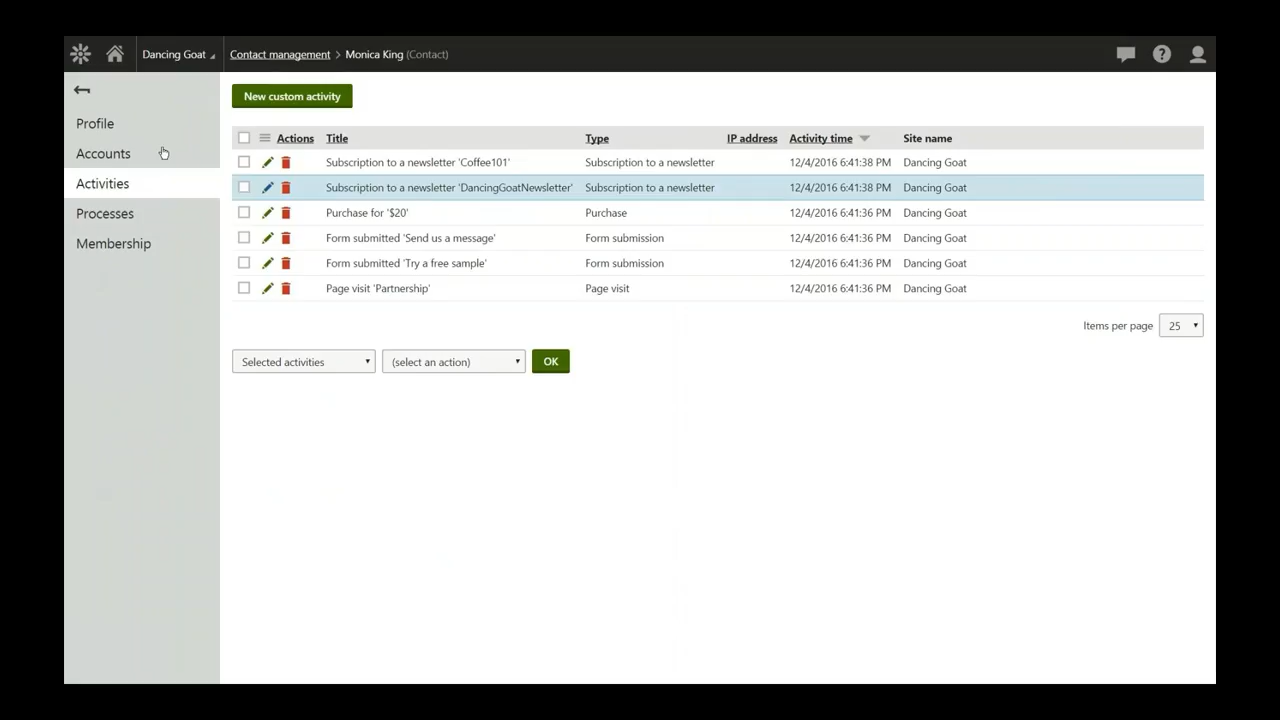 Dancing Goat Contact management > Monica King (Contact)
Profile
Accounts
Activities
Processes
Membership
New custom activity
Actions Title Type IP address Activity time Site name
Subscription to a newsletter 'Coffee101' Subscription to a newsletter 12/4/2016 6:41:38 PM Dancing Goat
Subscription to a newsletter 'DancingGoatNewsletter' Subscription to a newsletter 12/4/2016 6:41:38 PM Dancing Goat
Purchase for '$20' Purchase 12/4/2016 6:41:36 PM Dancing Goat
Form submitted 'Send us a message' Form submission 12/4/2016 6:41:36 PM Dancing Goat
Form submitted 'Try a free sample' Form submission 12/4/2016 6:41:36 PM Dancing Goat
Page visit 'Partnership' Page visit 12/4/2016 6:41:36 PM Dancing Goat
Items per page 25
Selected activities (select an action) OK